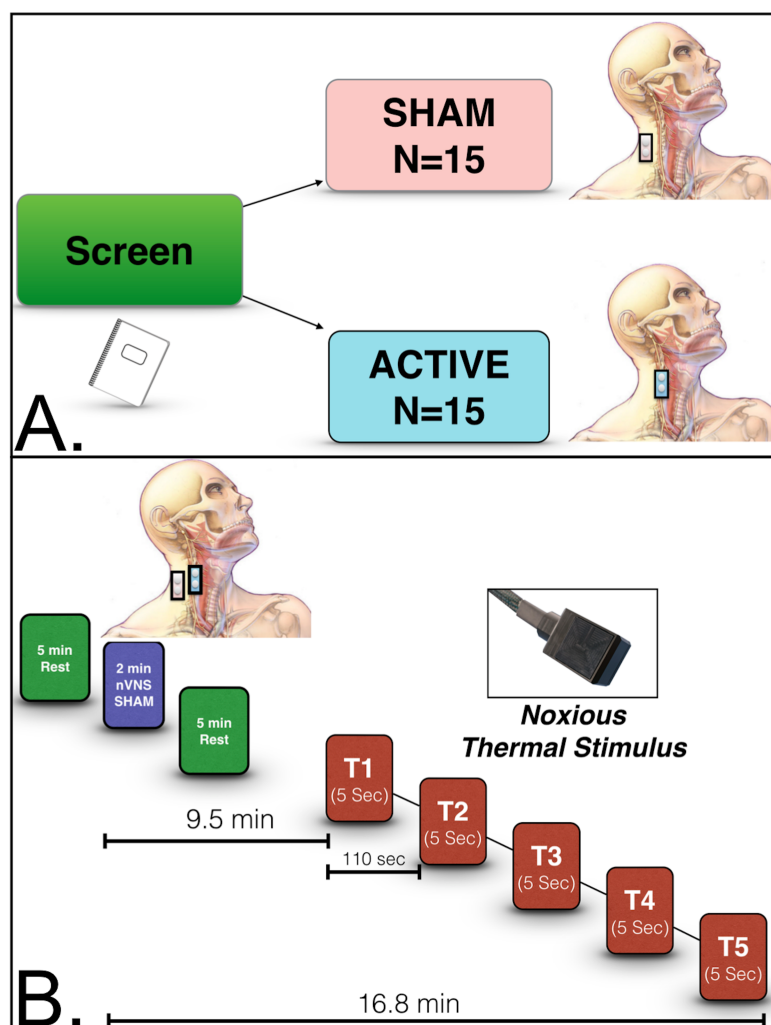 SHAM
N=15
Screen
ACTIVE
N=15
A.
5 min
Rest
2 min
nVNS
SHAM
5 min
Rest
Noxious
Thermal Stimulus
T1
(5 Sec)
T2
(5 Sec)
T3
(5 Sec)
T4
(5 Sec)
T5
(5 Sec)
9.5 min
110 sec
16.8 min
B.